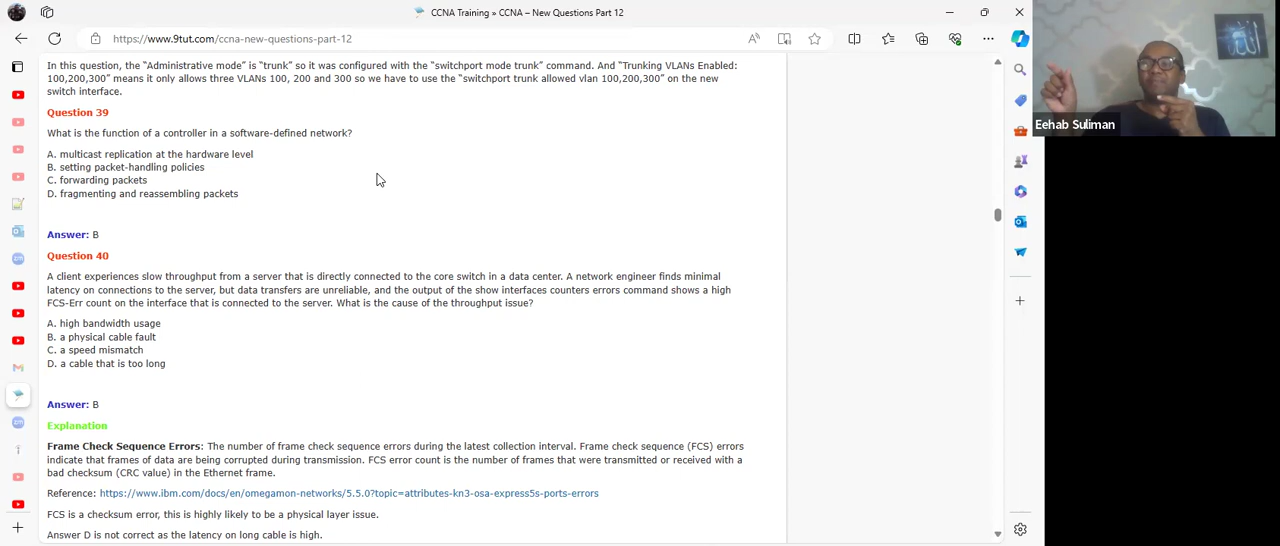 CCNA Training » CCNA – New Questions Part 12
https://www.9tut.com/ccna-new-questions-part-12
In this question, the “Administrative mode” is “trunk” so it was configured with the “switchport mode trunk” command. And “Trunking VLANs Enabled:
100,200,300” means it only allows three VLANs 100, 200 and 300 so we have to use the “switchport trunk allowed vlan 100,200,300” on the new
switch interface.
Question 39
What is the function of a controller in a software-defined network?
A. multicast replication at the hardware level
B. setting packet-handling policies
C. forwarding packets
D. fragmenting and reassembling packets
Answer: B
Question 40
A client experiences slow throughput from a server that is directly connected to the core switch in a data center. A network engineer finds minimal
latency on connections to the server, but data transfers are unreliable, and the output of the show interfaces counters errors command shows a high
FCS-Err count on the interface that is connected to the server. What is the cause of the throughput issue?
A. high bandwidth usage
B. a physical cable fault
C. a speed mismatch
D. a cable that is too long
Answer: B
Explanation
Frame Check Sequence Errors: The number of frame check sequence errors during the latest collection interval. Frame check sequence (FCS) errors
indicate that frames of data are being corrupted during transmission. FCS error count is the number of frames that were transmitted or received with a
bad checksum (CRC value) in the Ethernet frame.
Reference: https://www.ibm.com/docs/en/omegamon-networks/5.5.0?topic=attributes-kn3-osa-express5s-ports-errors
FCS is a checksum error, this is highly likely to be a physical layer issue.
Answer D is not correct as the latency on long cable is high.
Eehab Suliman